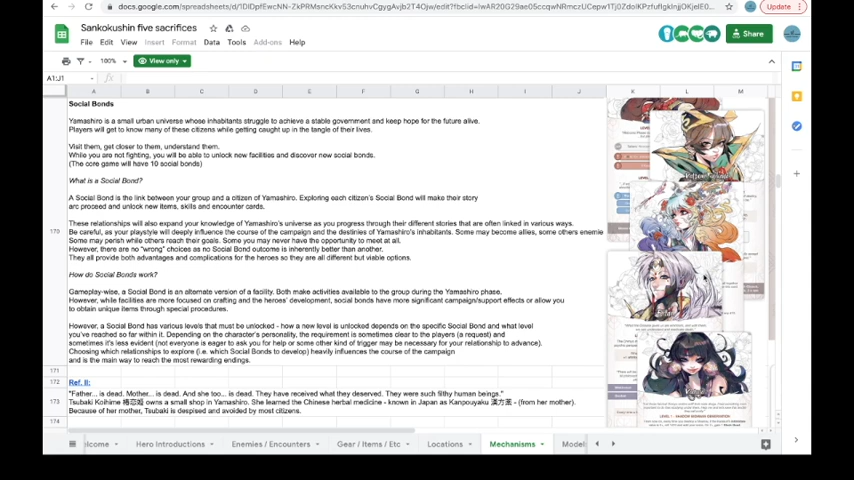 Sankokushin five sacrifices
File Edit View Insert Format Data Tools Add-ons Help
Share
Update
100% View only
A1:J1
A B C D E F G H I J K L M
Social Bonds
Yamashiro is a small urban universe whose inhabitants struggle to achieve a stable government and keep hope for the future alive.
Players will get to know many of these citizens while getting caught up in the tangle of their lives.
Visit them, get closer to them, understand them.
While you are not fighting, you will be able to unlock new facilities and discover new social bonds.
(The core game will have 10 social bonds)
What is a Social Bond?
A Social Bond is the link between your group and a citizen of Yamashiro. Exploring each citizen's Social Bond will make their story
arc proceed and unlock new items, skills and encounter cards.
These relationships will also expand your knowledge of Yamashiro's universe as you progress through their different stories that are often linked in various ways.
170
Be careful, as your playstyle will deeply influence the course of the campaign and the destinies of Yamashiro's inhabitants. Some may become allies, some others enemie
Some may perish while others reach their goals. Some you may never have the opportunity to meet at all.
However, there are no "wrong" choices as no Social Bond outcome is inherently better than another.
They all provide both advantages and complications for the heroes so they are all different but viable options.
How do Social Bonds work?
Gameplay-wise, a Social Bond is an alternate version of a facility. Both make activities available to the group during the Yamashiro phase.
However, while facilities are more focused on crafting and the heroes' development, social bonds have more significant campaign/support effects or allow you
to obtain unique items through special procedures.
However, a Social Bond has various levels that must be unlocked - how a new level is unlocked depends on the specific Social Bond and what level
you've reached so far within it. Depending on the character's personality, the requirement is sometimes clear to the players (a request) and
sometimes it's less evident (not everyone is eager to ask you for help or some other kind of trigger may be necessary for your relationship to advance).
Choosing which relationships to explore (i.e. which Social Bonds to develop) heavily influences the course of the campaign
and is the main way to reach the most rewarding endings.
171
172 Ref. II:
"Father... is dead. Mother... is dead. And she too... is dead. They have received what they deserved. They were such filthy human beings."
173 Tsubaki Koihime 椿恋姫 owns a small shop in Yamashiro. She learned the Chinese herbal medicine - known in Japan as Kanpouyaku 漢方薬 - (from her mother).
Because of her mother, Tsubaki is despised and avoided by most citizens.
174
elcome Hero Introductions Enemies / Encounters Gear / Items / Etc Locations Mechanisms Model